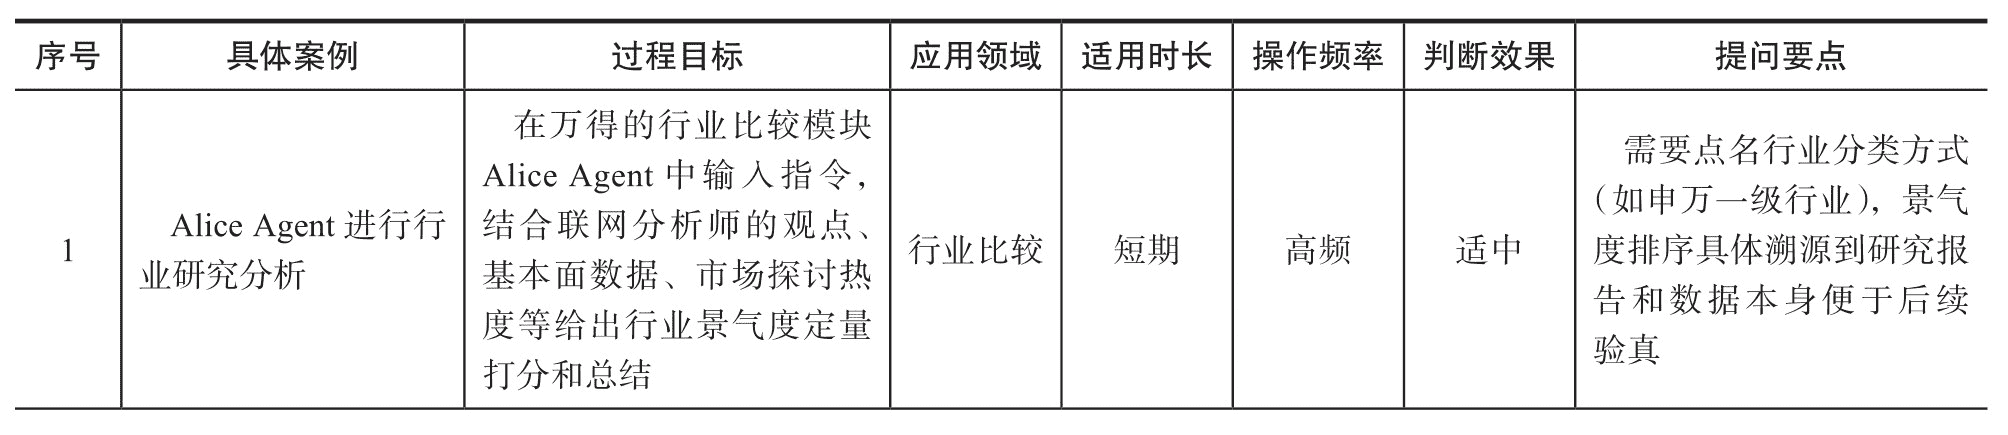 序号 具体案例 过程目标 应用领域 适用时长 操作频率 判断效果 提问要点
1
Alice Agent 进行行
业研究分析
在万得的行业比较模块
Alice Agent 中输入指令，
结合联网分析师的观点、
基本面数据、市场探讨热
度等给出行业景气度定量
打分和总结
行业比较
短期
高频
适中
需要点名行业分类方式
（如申万一级行业），景气
度排序具体溯源到研究报
告和数据本身便于后续
验真